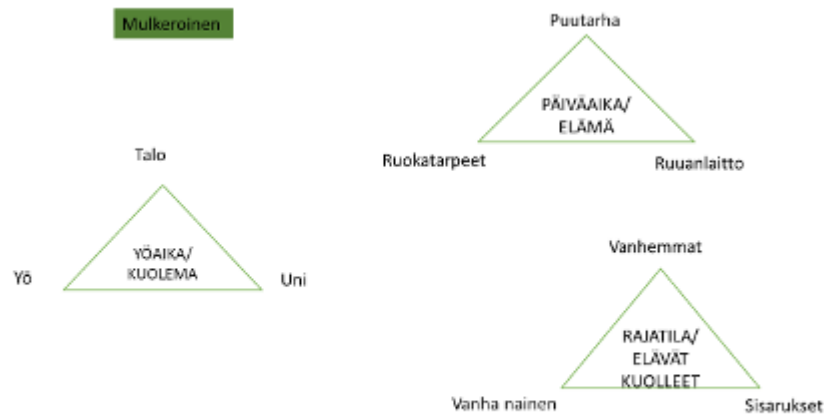 Mulkeroinen
Puutarha
PÄIVÄAIKA/
ELÄMÄ
Ruokatarpeet
Ruuanlaitto
Talo
YÖAIKA/
KUOLEMA
Yö
Uni
Vanhemmat
RAJATILA/
ELÄVÄT
KUOLLEET
Vanha nainen
Sisarukset